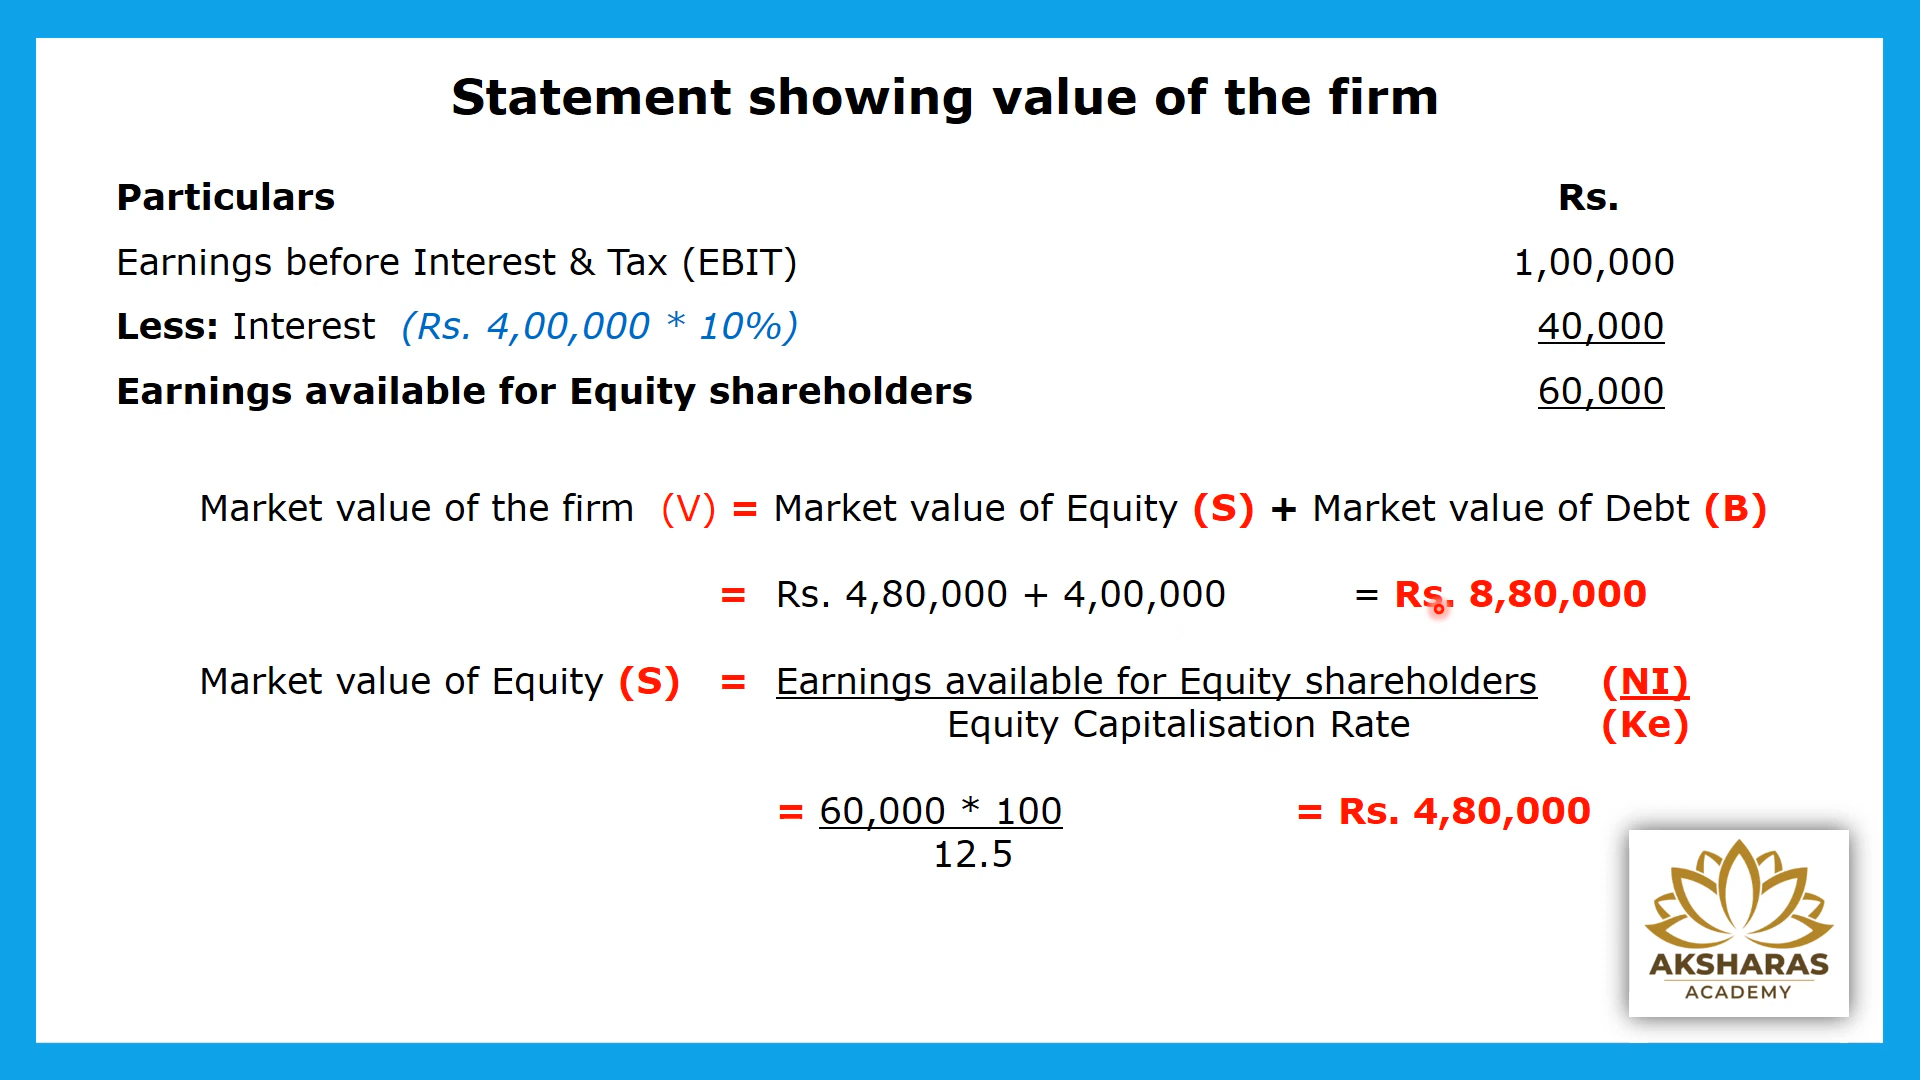 Statement showing value of the firm
Particulars Rs.
Earnings before Interest & Tax (EBIT) 1,00,000
Less: Interest (Rs. 4,00,000 * 10%) 40,000
Earnings available for Equity shareholders 60,000
Market value of the firm (V) = Market value of Equity (S) + Market value of Debt (B)
= Rs. 4,80,000 + 4,00,000 = Rs. 8,80,000
Market value of Equity (S) = Earnings available for Equity shareholders (NI)
Equity Capitalisation Rate (Ke)
= 60,000 * 100 = Rs. 4,80,000
12.5
AKSHARAS
ACADEMY